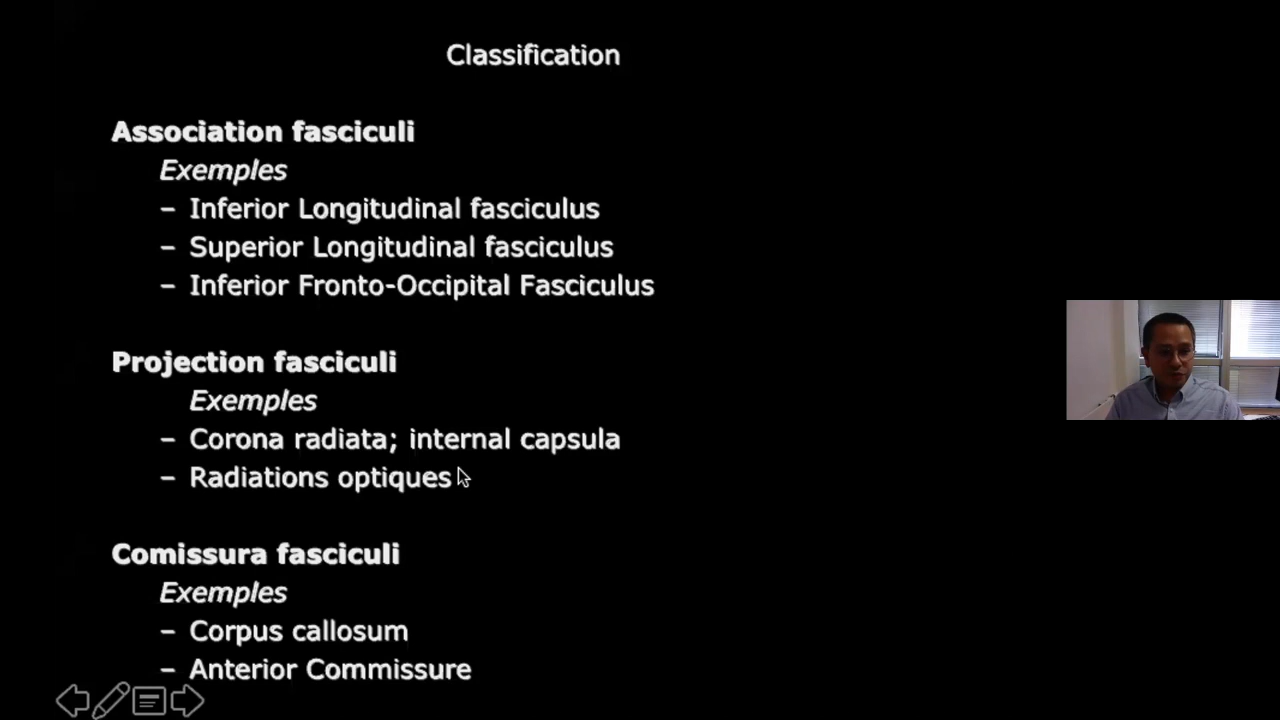 Classification
Association fasciculi
Exemples
– Inferior Longitudinal fasciculus
– Superior Longitudinal fasciculus
– Inferior Fronto-Occipital Fasciculus
Projection fasciculi
Exemples
– Corona radiata; internal capsula
– Radiations optiques
Comissura fasciculi
Exemples
– Corpus callosum
– Anterior Commissure